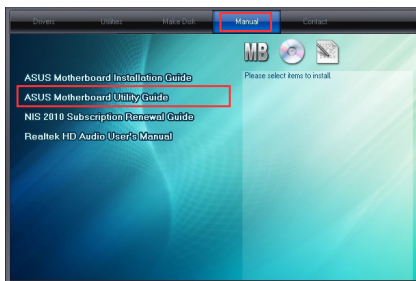 Drivers
Utilities
Make Disk
Manual
Contact
MB
Please select items to install.
ASUS Motherboard Installation Guide
ASUS Motherboard Utility Guide
NIS 2010 Subscription Renewal Guide
Realtek HD Audio User's Manual